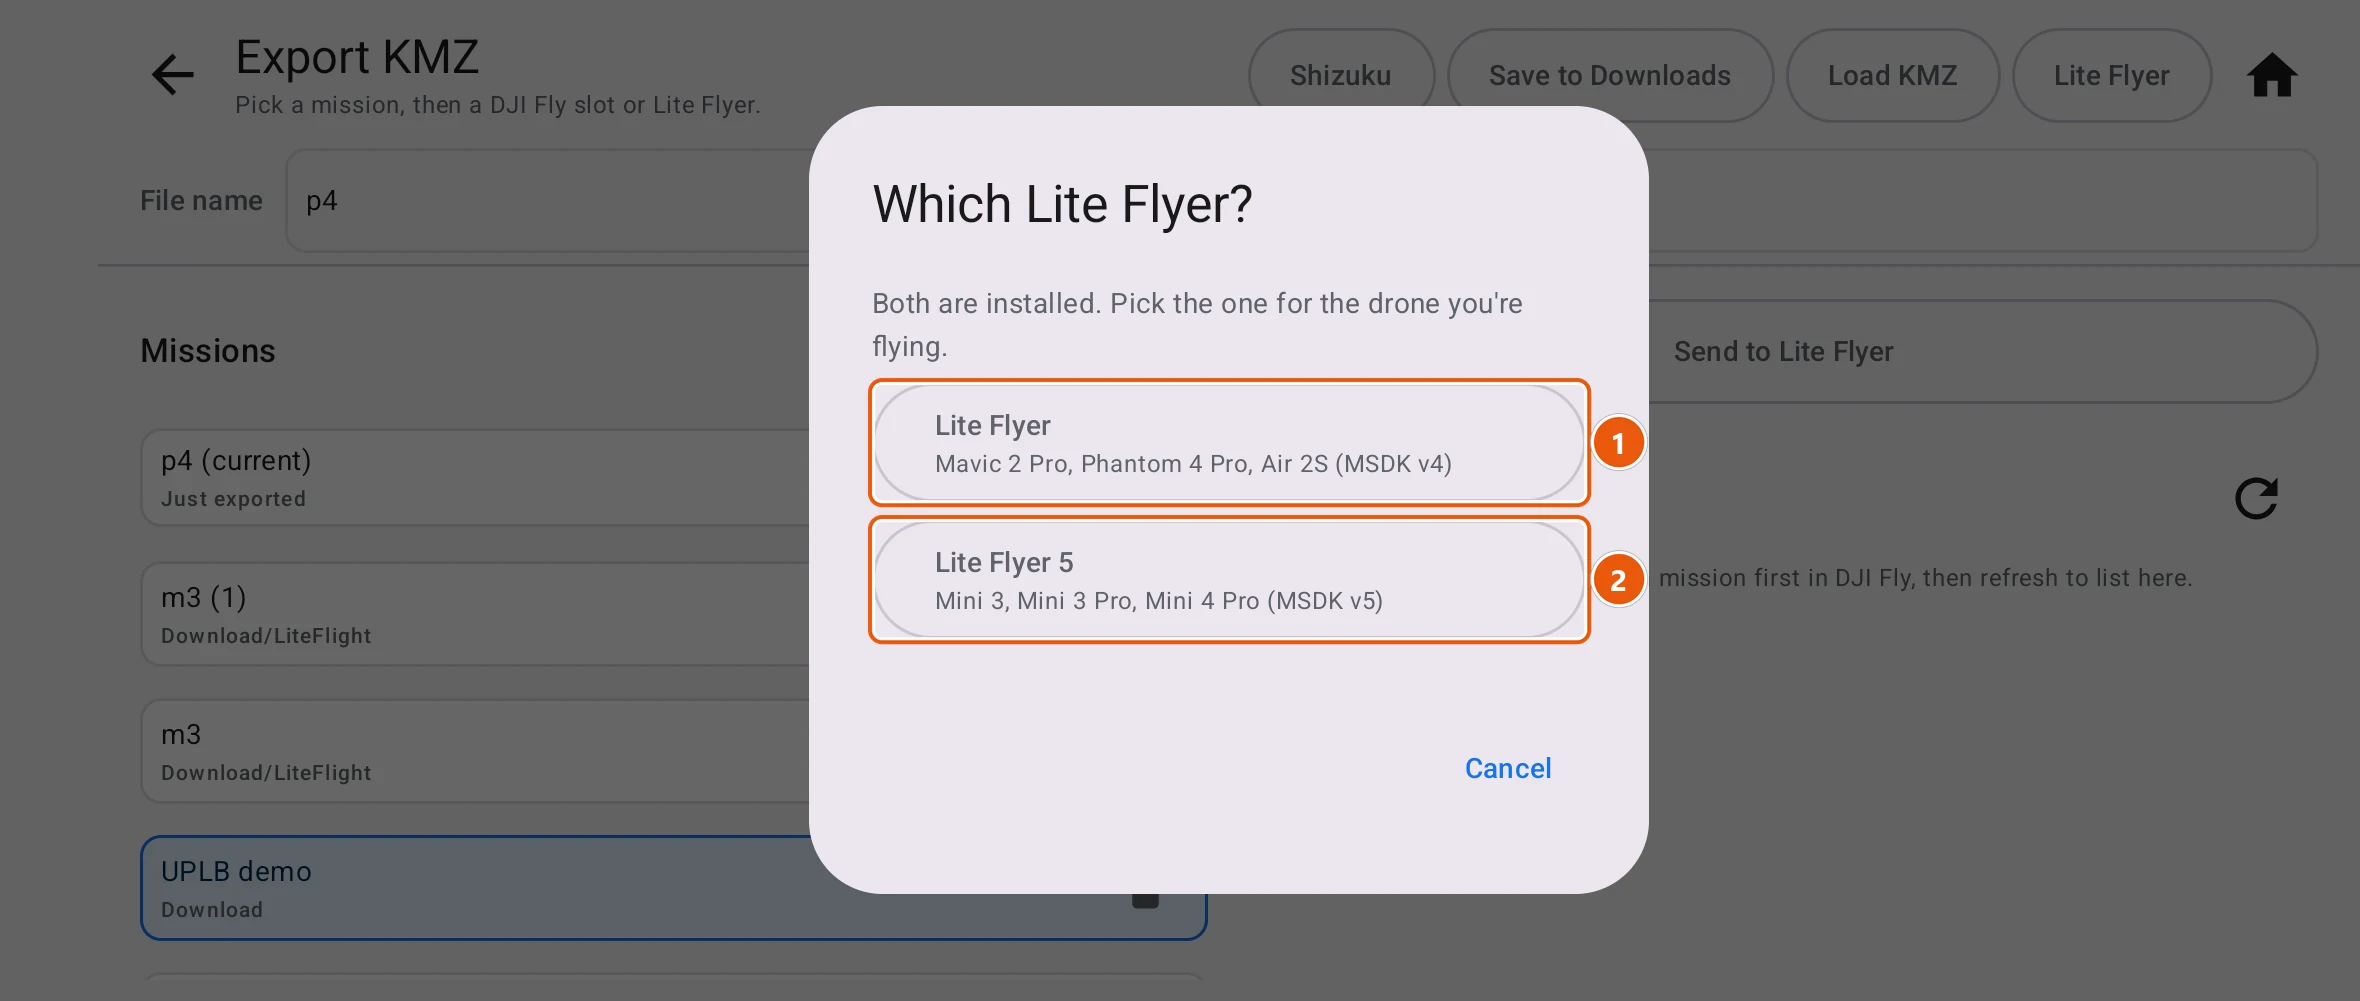 Export KMZ
Pick a mission, then a DJI Fly slot or Lite Flyer.
Shizuku
Save to Downloads
Load KMZ
Lite Flyer
File name
p4
Which Lite Flyer?
Both are installed. Pick the one for the drone you're
flying.
Lite Flyer
Mavic 2 Pro, Phantom 4 Pro, Air 2S (MSDK v4)
1
Lite Flyer 5
Mini 3, Mini 3 Pro, Mini 4 Pro (MSDK v5)
2
Cancel
Missions
p4 (current)
Just exported
m3 (1)
Download/LiteFlight
m3
Download/LiteFlight
UPLB demo
Download
Send to Lite Flyer
mission first in DJI Fly, then refresh to list here.